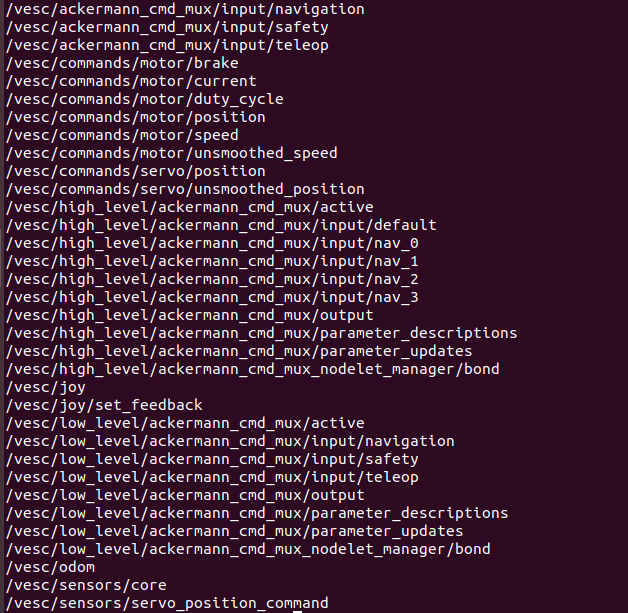 /vesc/ackermann_cmd_mux/input/navigation
/vesc/ackermann_cmd_mux/input/safety
/vesc/ackermann_cmd_mux/input/teleop
/vesc/commands/motor/brake
/vesc/commands/motor/current
/vesc/commands/motor/duty_cycle
/vesc/commands/motor/position
/vesc/commands/motor/speed
/vesc/commands/motor/unsmoothed_speed
/vesc/commands/servo/position
/vesc/commands/servo/unsmoothed_position
/vesc/high_level/ackermann_cmd_mux/active
/vesc/high_level/ackermann_cmd_mux/input/default
/vesc/high_level/ackermann_cmd_mux/input/nav_0
/vesc/high_level/ackermann_cmd_mux/input/nav_1
/vesc/high_level/ackermann_cmd_mux/input/nav_2
/vesc/high_level/ackermann_cmd_mux/input/nav_3
/vesc/high_level/ackermann_cmd_mux/output
/vesc/high_level/ackermann_cmd_mux/parameter_descriptions
/vesc/high_level/ackermann_cmd_mux/parameter_updates
/vesc/high_level/ackermann_cmd_mux_nodelet_manager/bond
/vesc/joy
/vesc/joy/set_feedback
/vesc/low_level/ackermann_cmd_mux/active
/vesc/low_level/ackermann_cmd_mux/input/navigation
/vesc/low_level/ackermann_cmd_mux/input/safety
/vesc/low_level/ackermann_cmd_mux/input/teleop
/vesc/low_level/ackermann_cmd_mux/output
/vesc/low_level/ackermann_cmd_mux/parameter_descriptions
/vesc/low_level/ackermann_cmd_mux/parameter_updates
/vesc/low_level/ackermann_cmd_mux_nodelet_manager/bond
/vesc/odom
/vesc/sensors/core
/vesc/sensors/servo_position_command